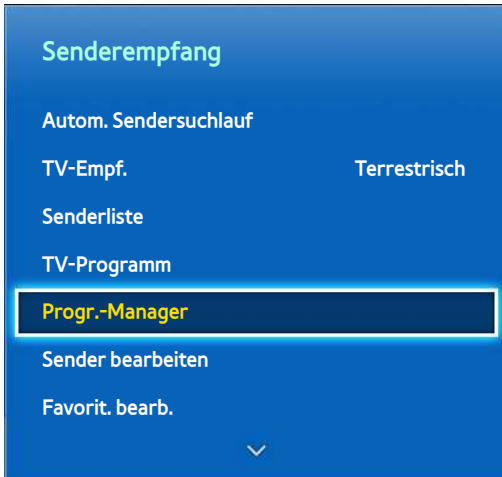 Senderempfang
Autom. Sendersuchlauf
TV-Empf. Terrestrisch
Senderliste
TV-Programm
Progr.-Manager
Sender bearbeiten
Favorit. bearb.